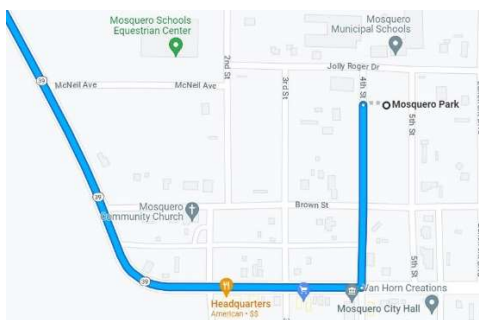 Mosquero Schools
Equestrian Center
Mosquero
Municipal Schools
2nd St
Jolly Roger Dr
39
McNeil Ave
McNeil Ave
3rd St
4th St
Mosquero Park
5th St
39
Mosquero
Community Church
Brown St
5th St
39
Van Horn Creations
Headquarters
American • $$
Mosquero City Hall